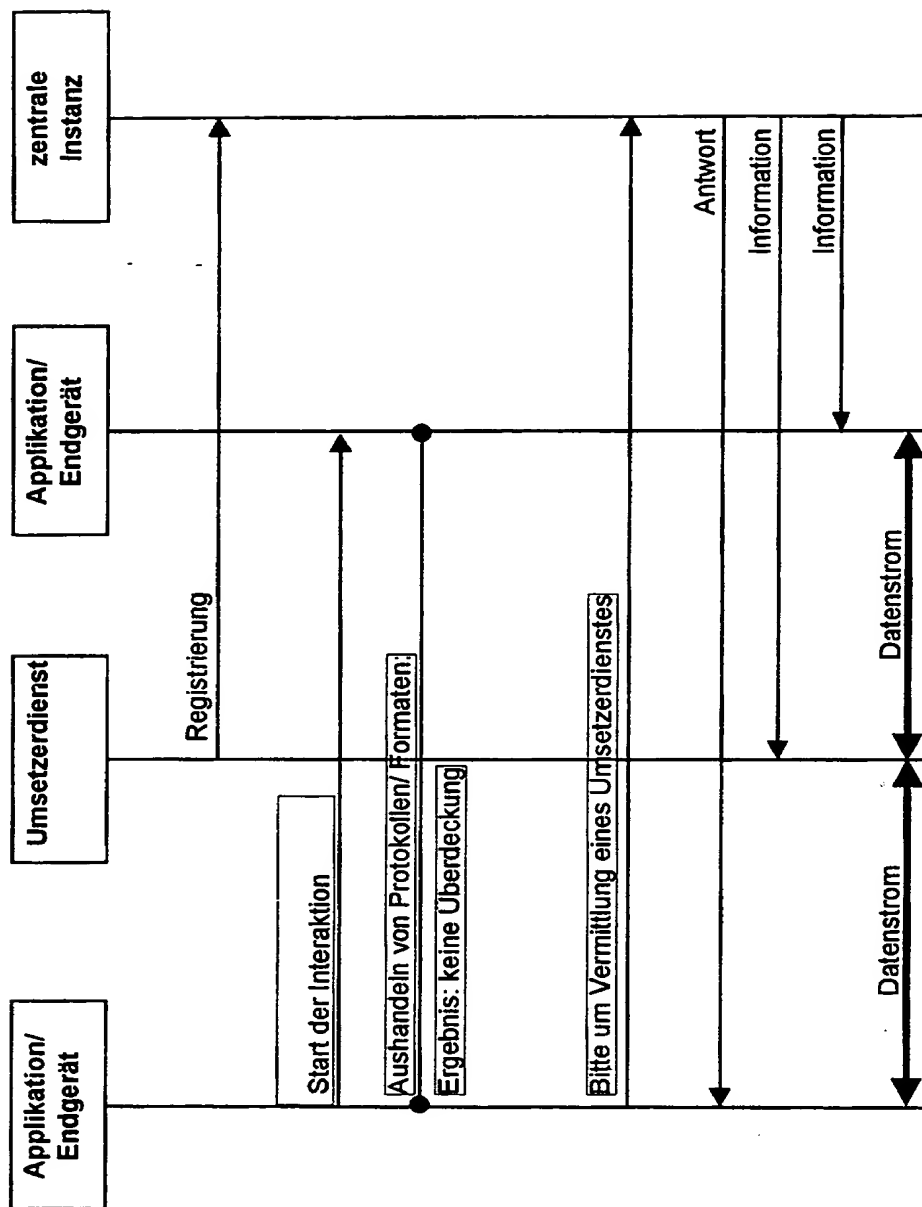 Applikation/
Endgerät
Umsetzerdienst
Applikation/
Endgerät
zentrale
Instanz
Registrierung
Start der Interaktion
Aushandeln von Protokollen/ Formaten:
Ergebnis: keine Überdeckung
Bitte um Vermittlung eines Umsetzerdienstes
Antwort
Information
Information
Datenstrom
Datenstrom